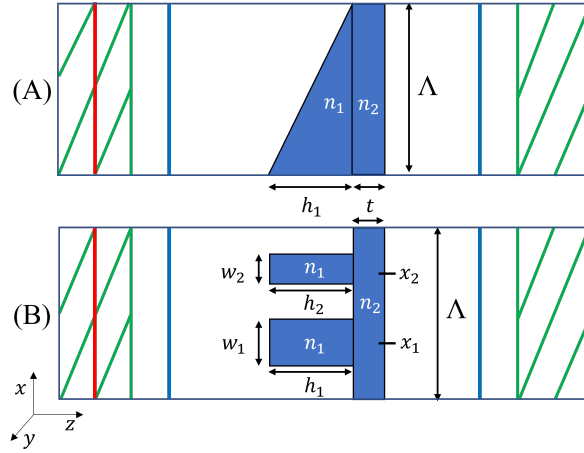 (A)
n₁ n₂
Λ
h₁ t
(B)
w₂ n₁ x₂
h₂ n₂
Λ
w₁ n₁ x₁
h₁
x
y z